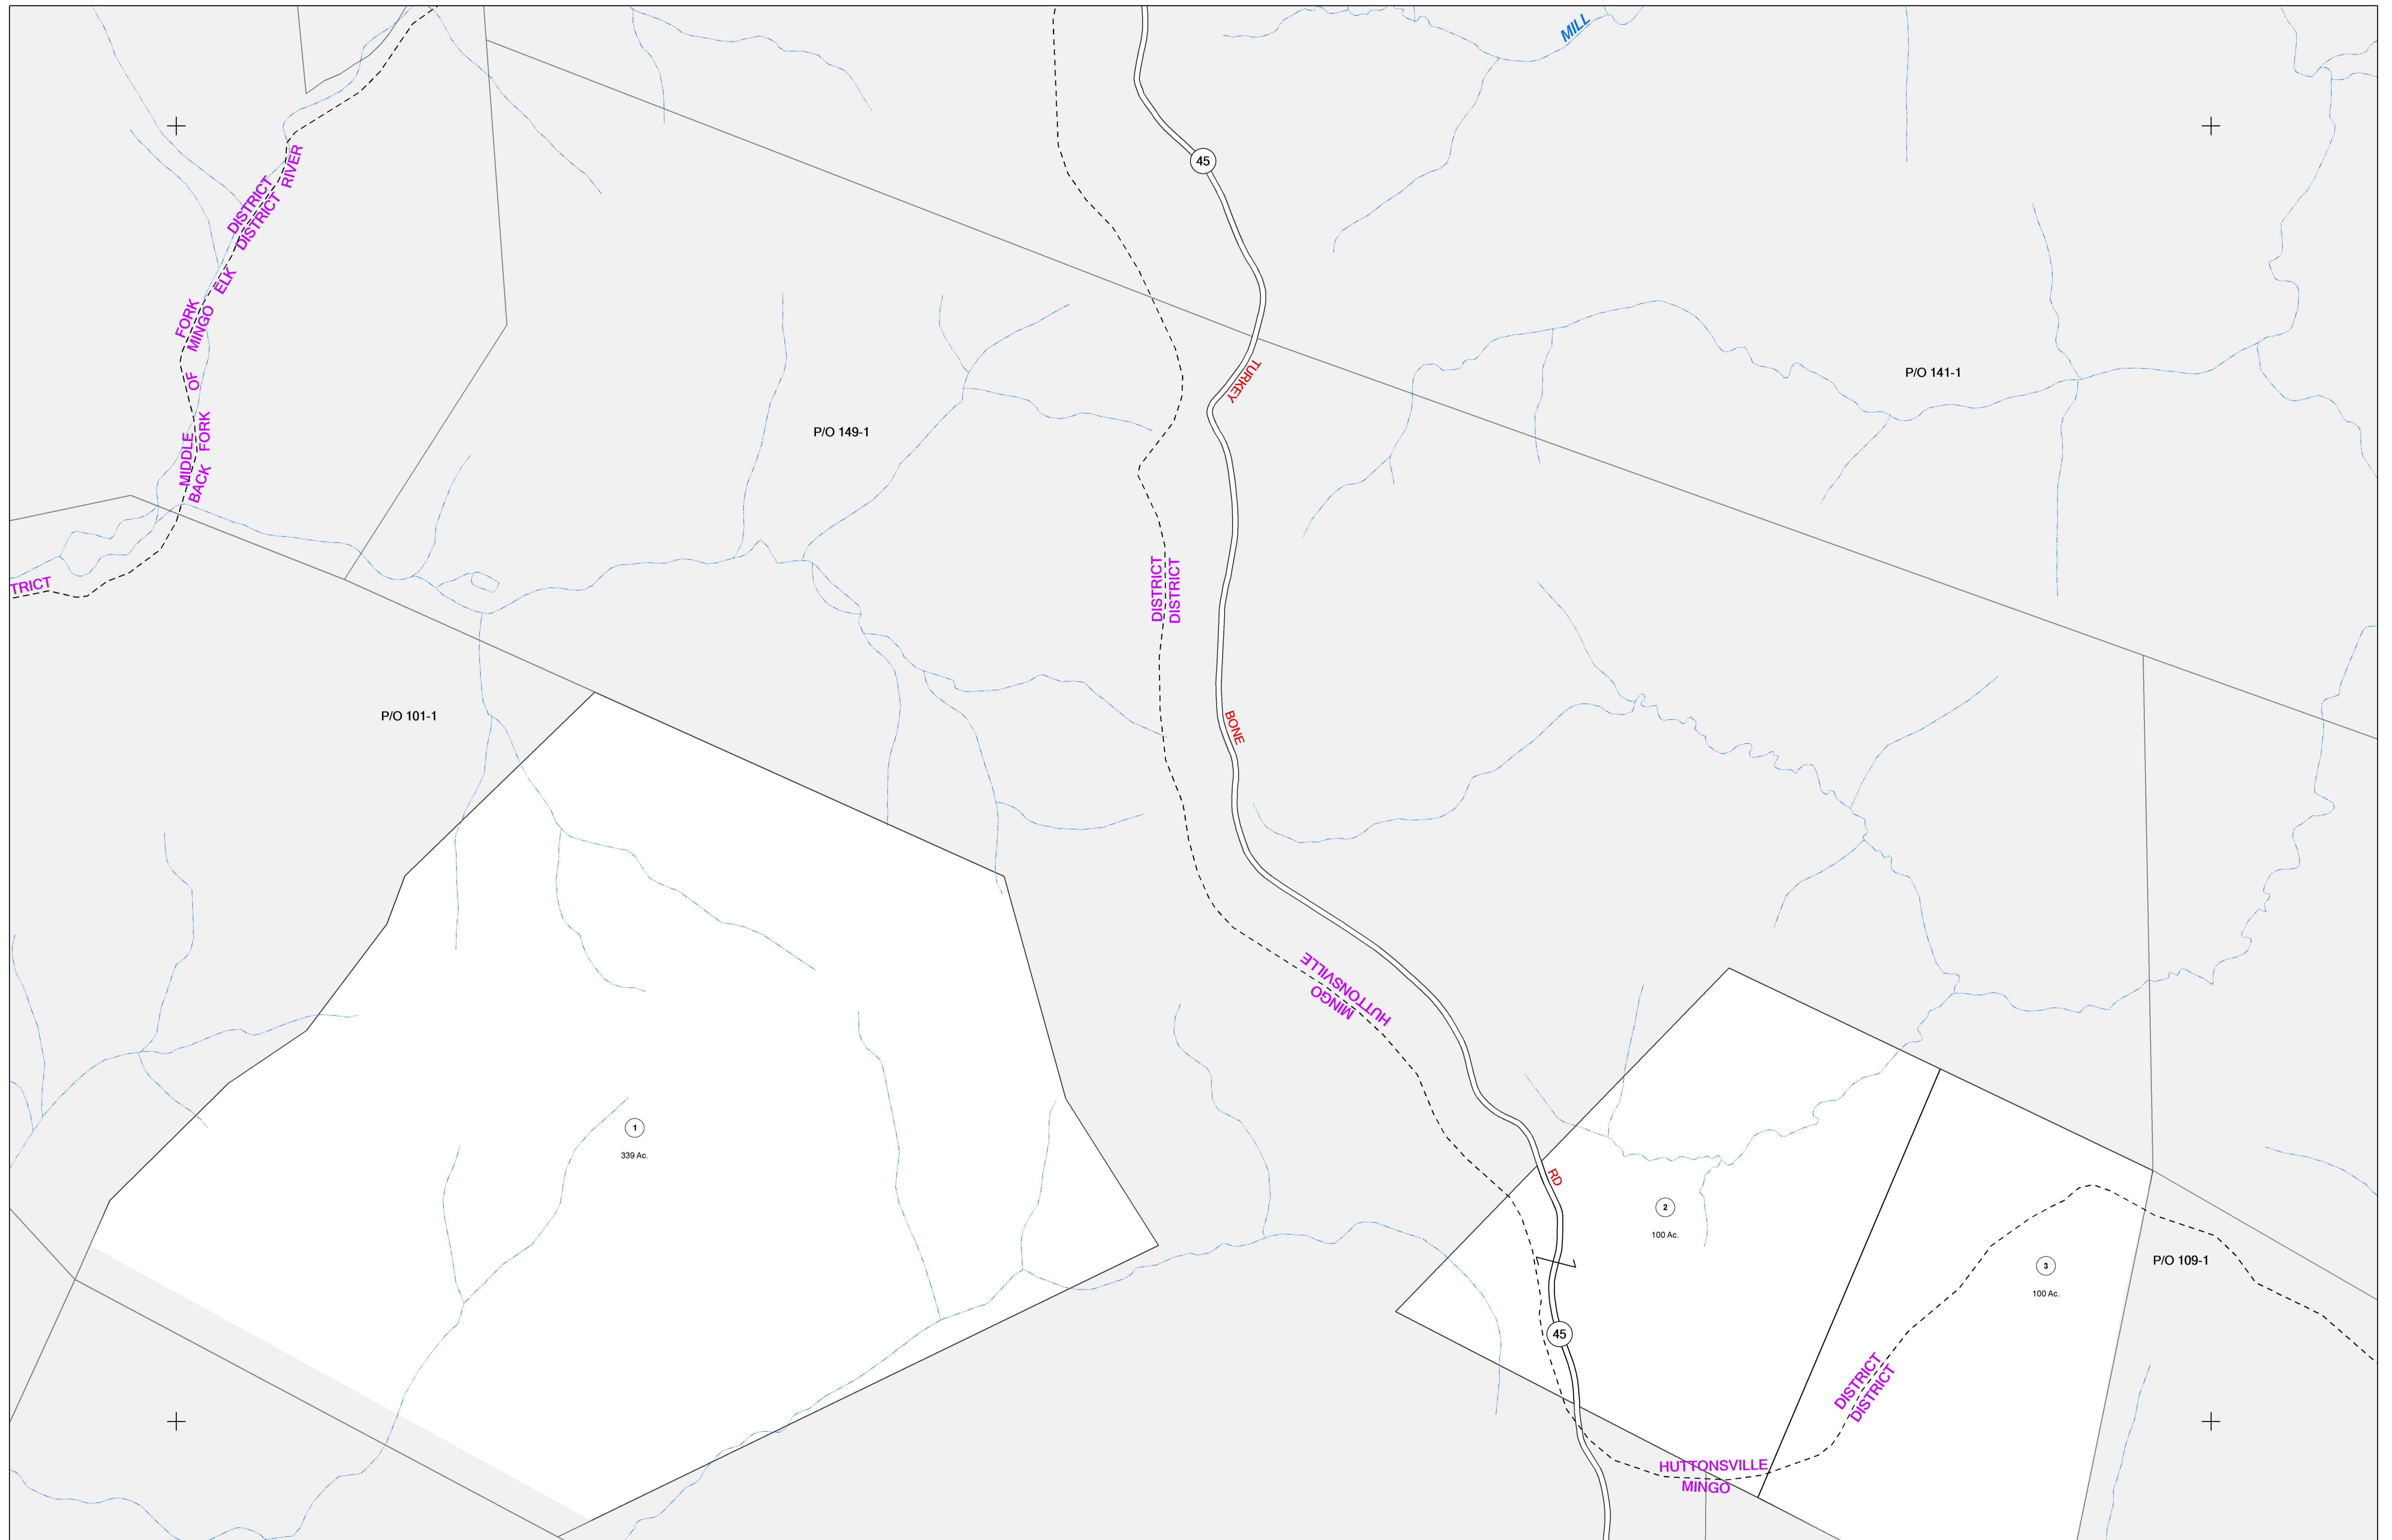 MILL
45
DISTRICT
DISTRICT
RIVER
FORK
MINGO
ELK
MIDDLE
OF
BACK
FORK
TURKEY
P/O 141-1
P/O 149-1
DISTRICT
DISTRICT
TRICT
P/O 101-1
BONE
HUTTONSVILLE
MINGO
1
339 Ac.
RD
2
100 Ac.
3
100 Ac.
P/O 109-1
45
DISTRICT
DISTRICT
HUTTONSVILLE
MINGO